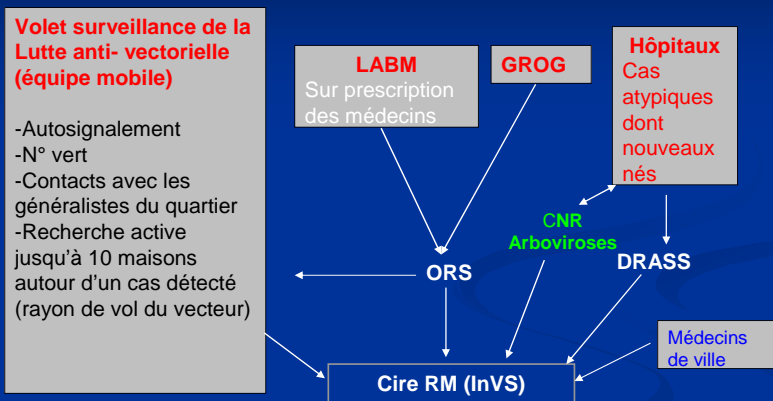 Volet surveillance de la
Lutte anti- vectorielle
(équipe mobile)
-Autosignalement
-N° vert
-Contacts avec les
généralistes du quartier
-Recherche active
jusqu'à 10 maisons
autour d'un cas détecté
(rayon de vol du vecteur)
LABM
Sur prescription
des médecins
GROG
Hôpitaux
Cas
atypiques
dont
nouveaux
nés
CNR
Arboviroses
ORS
DRASS
Médecins
de ville
Cire RM (InVS)